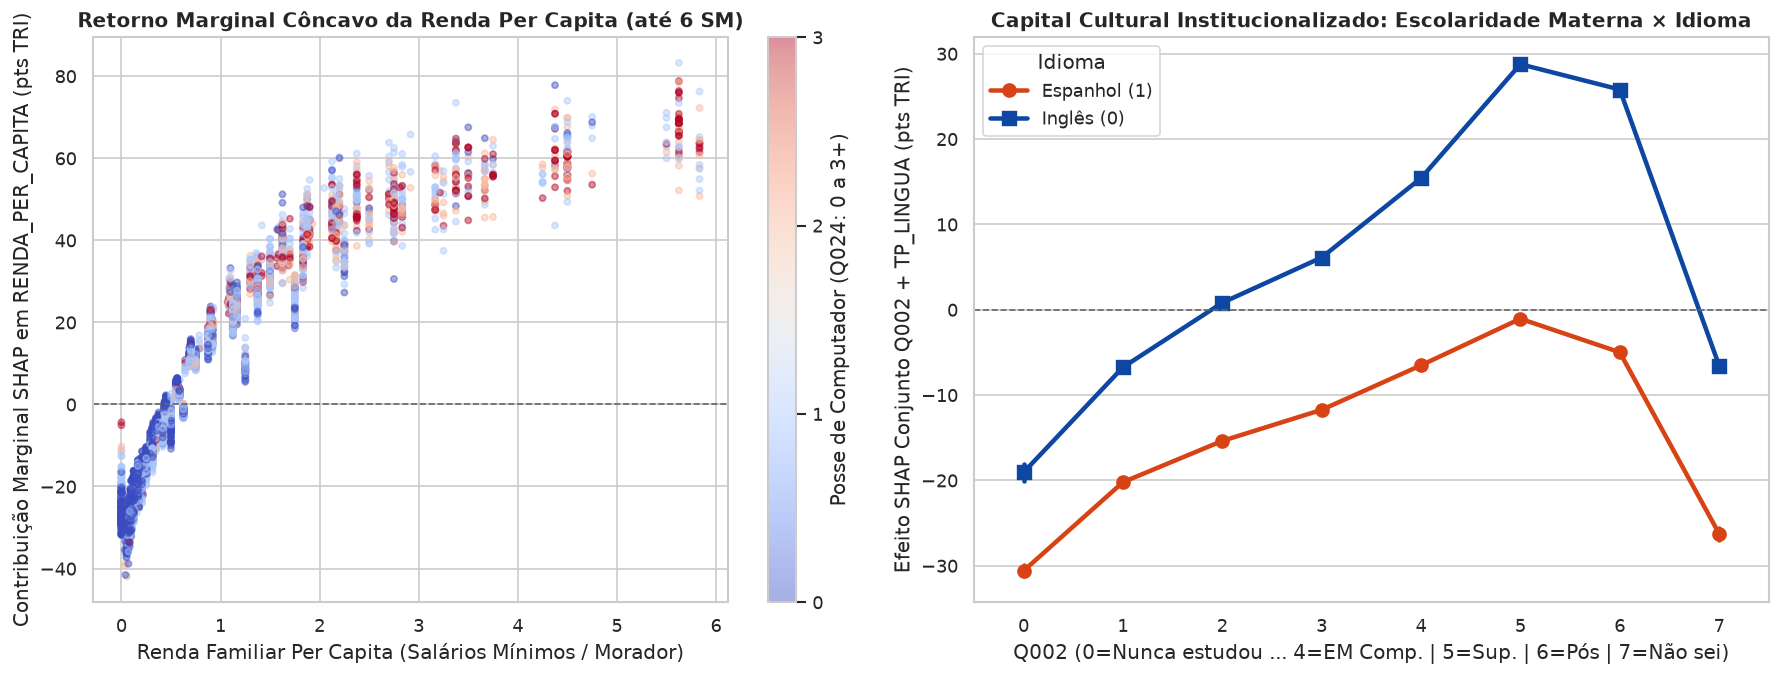 Retorno Marginal Côncavo da Renda Per Capita (até 6 SM)
Contribuição Marginal SHAP em RENDA_PER_CAPITA (pts TRI)
80
60
40
20
0
−20
−40
0 1 2 3 4 5 6
Renda Familiar Per Capita (Salários Mínimos / Morador)
3
2
1
0
Posse de Computador (Q024: 0 a 3+)
Capital Cultural Institucionalizado: Escolaridade Materna × Idioma
Efeito SHAP Conjunto Q002 + TP_LINGUA (pts TRI)
Idioma
Espanhol (1)
Inglês (0)
30
20
10
0
−10
−20
−30
0 1 2 3 4 5 6 7
Q002 (0=Nunca estudou ... 4=EM Comp. | 5=Sup. | 6=Pós | 7=Não sei)